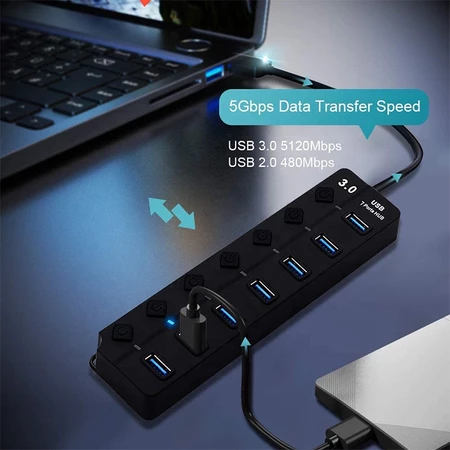 5Gbps Data Transfer Speed
USB 3.0 5120Mbps
USB 2.0 480Mbps
3.0
USB
7 Ports HUB